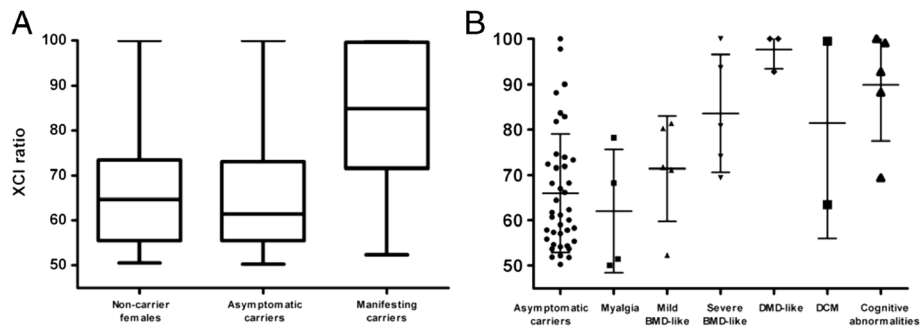 A
XCI ratio
100
90
80
70
60
50
Non-carrier
females
Asymptomatic
carriers
Manifesting
carriers
B
100
90
80
70
60
50
Asymptomatic
carriers
Myalgia
Mild
BMD-like
Severe
BMD-like
DMD-like
DCM
Cognitive
abnormalities